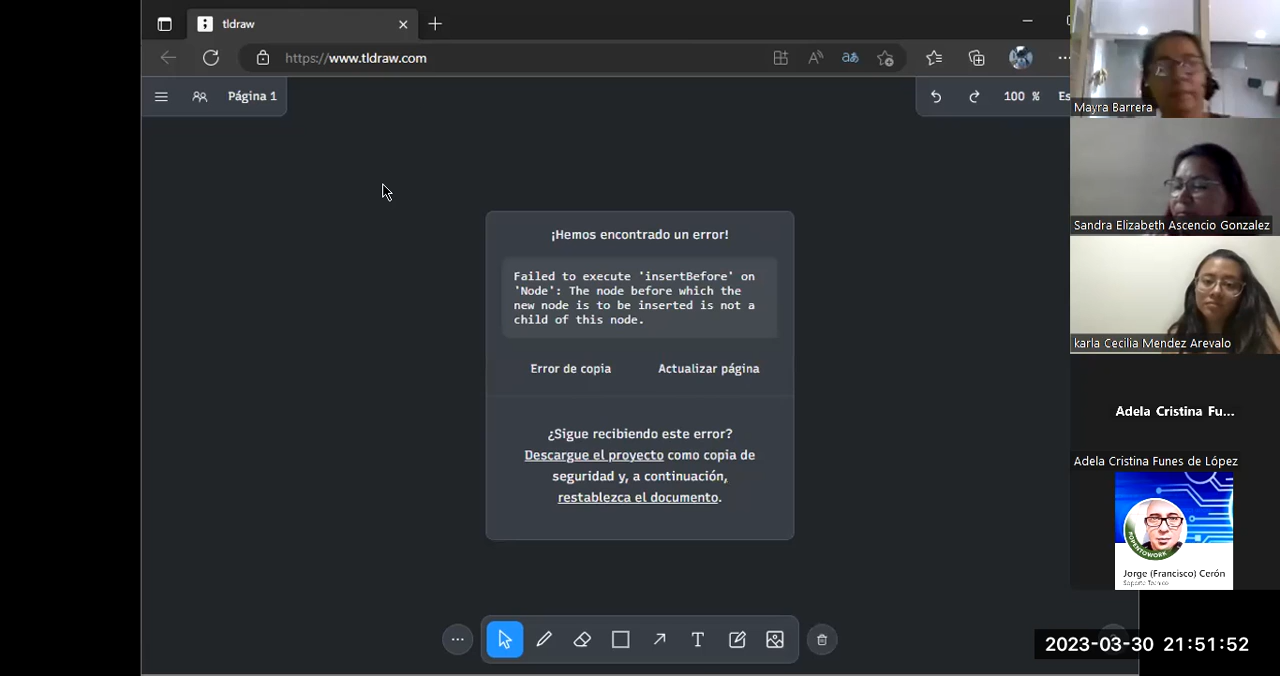 tldraw
https://www.tldraw.com
Página 1
100 %
Es
¡Hemos encontrado un error!
Failed to execute 'insertBefore' on
'Node': The node before which the
new node is to be inserted is not a
child of this node.
Error de copia
Actualizar página
¿Sigue recibiendo este error?
Descargue el proyecto como copia de
seguridad y, a continuación,
restablezca el documento.
Mayra Barrera
Sandra Elizabeth Ascencio Gonzalez
karla Cecilia Mendez Arevalo
Adela Cristina Fu...
Adela Cristina Funes de López
POPENTOWORK
Jorge (Francisco) Cerón
Soporte Técnico
2023-03-30 21:51:52